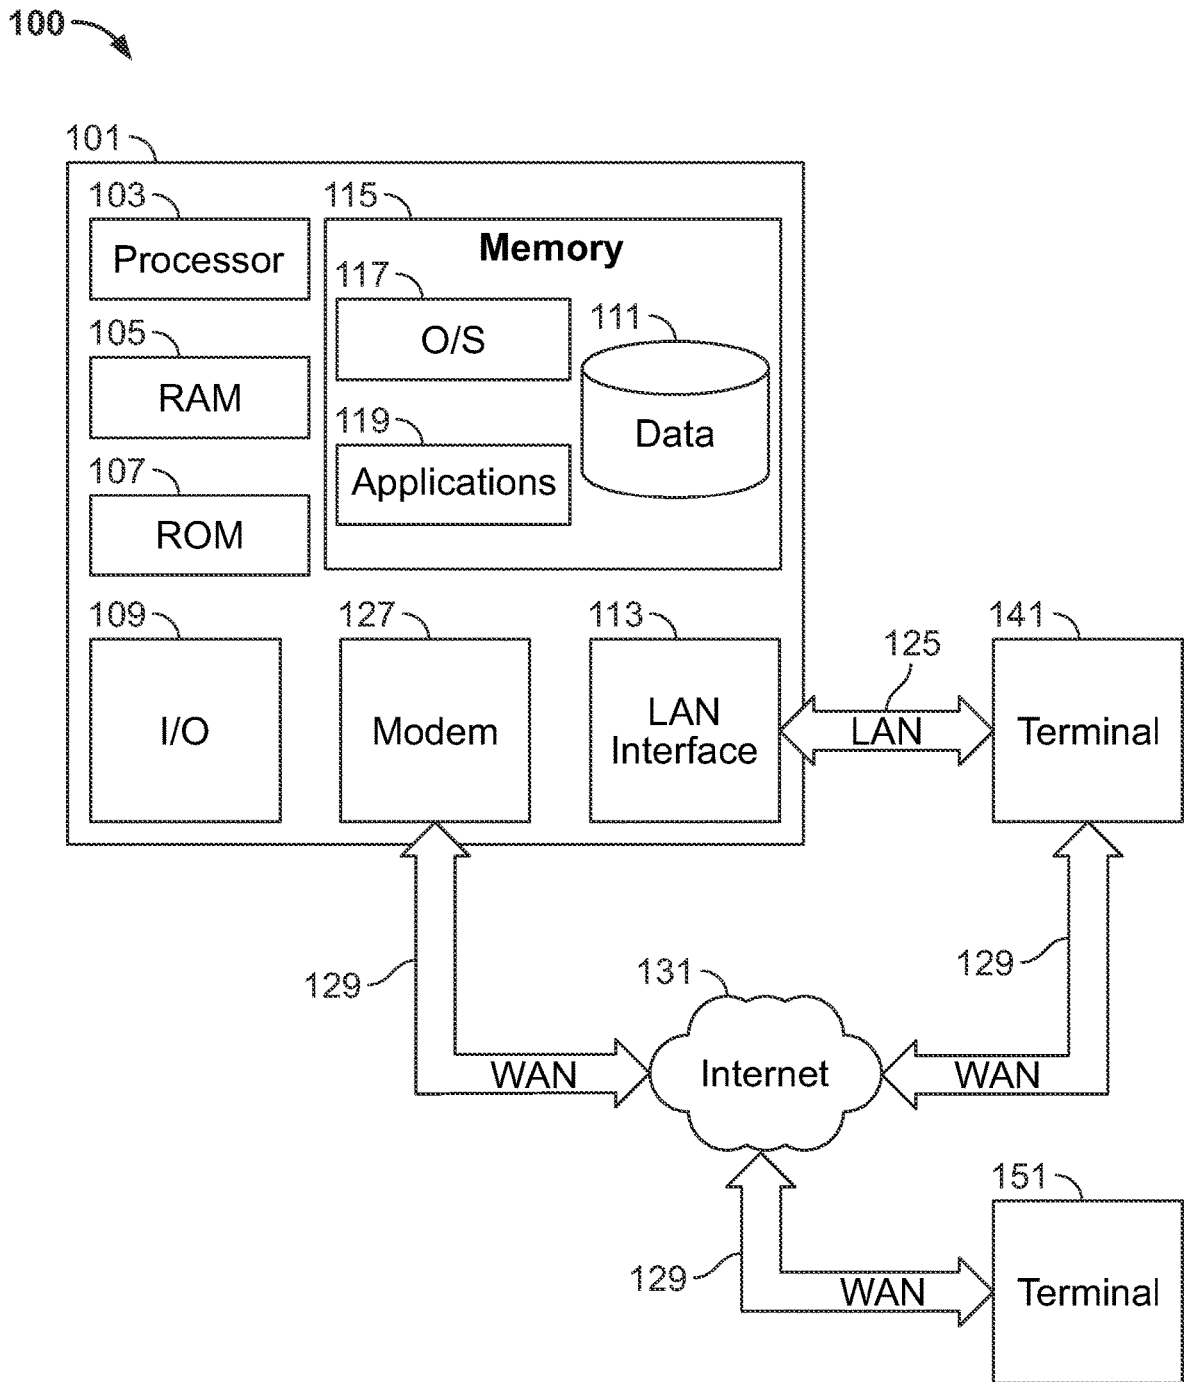 100
101
103
Processor
105
RAM
107
ROM
115
Memory
117
O/S
111
Data
119
Applications
109
I/O
127
Modem
113
LAN
Interface
125
LAN
141
Terminal
129
WAN
131
Internet
129
WAN
129
WAN
151
Terminal